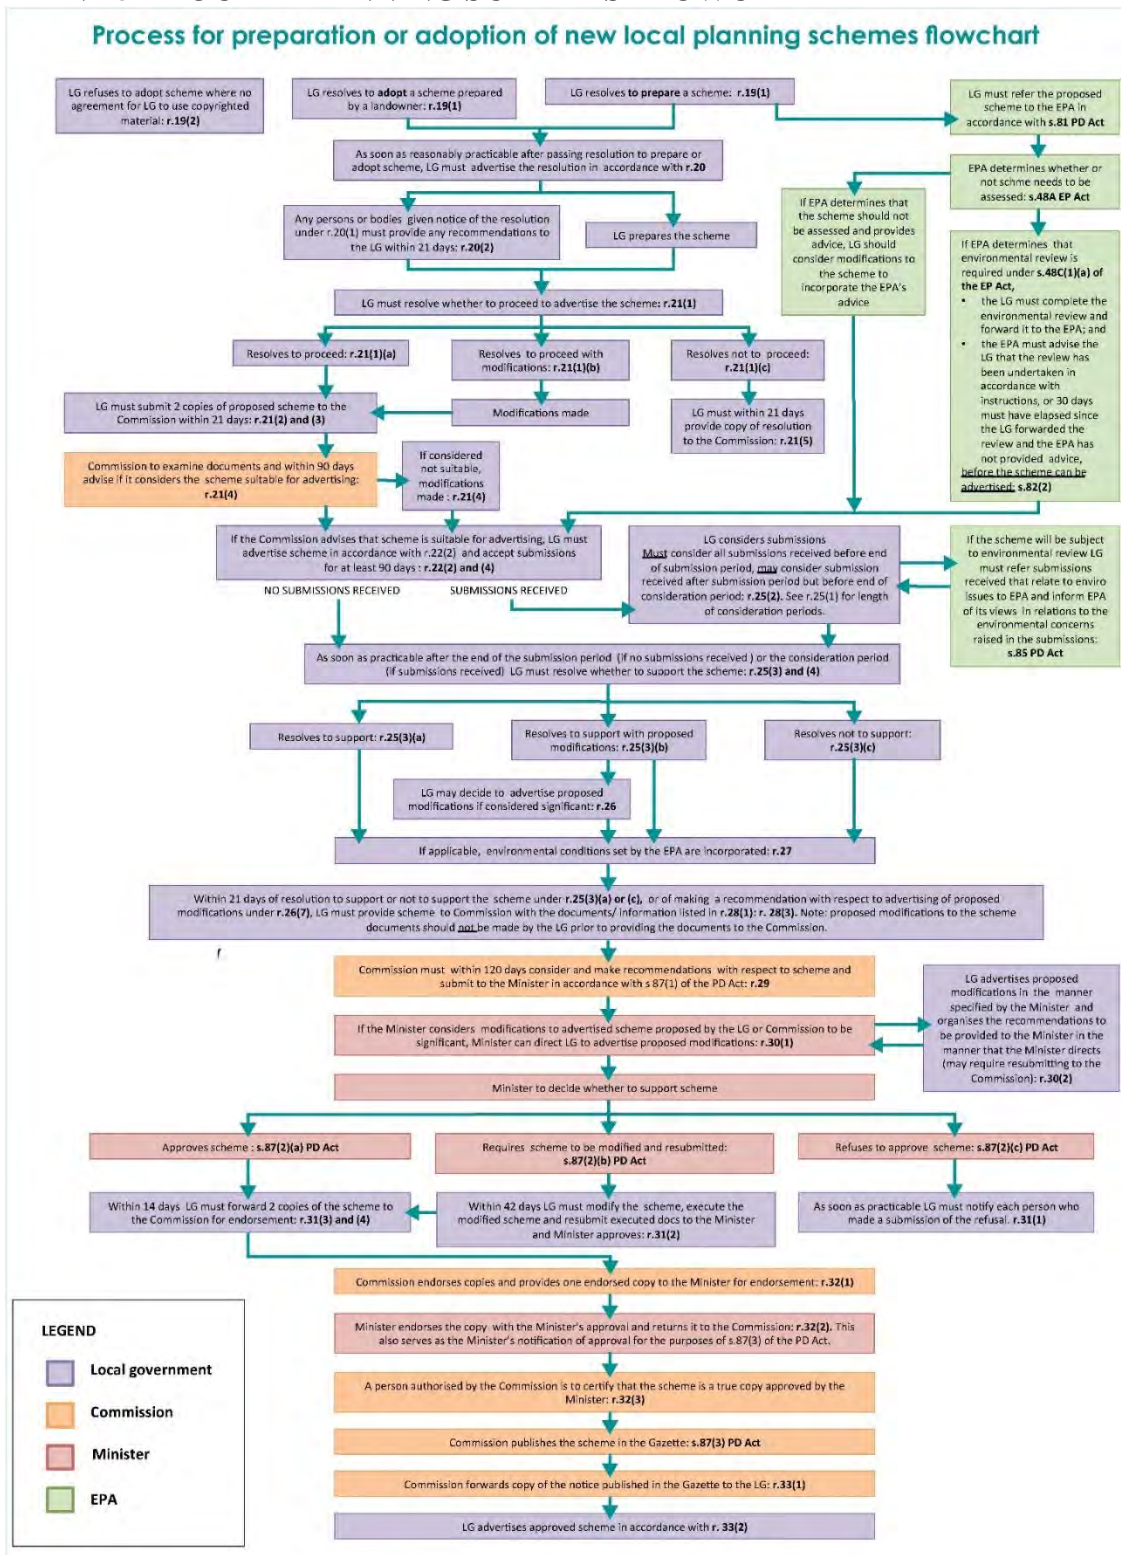 Process for preparation or adoption of new local planning schemes flowchart
LG refuses to adopt scheme where no
agreement for LG to use copyrighted
material: r.19(2)
LG resolves to adopt a scheme prepared
by a landowner: r.19(1)
LG resolves to prepare a scheme: r.19(1)
LG must refer the proposed
scheme to the EPA in
accordance with s.81 PD Act
As soon as reasonably practicable after passing resolution to prepare or
adopt scheme, LG must advertise the resolution in accordance with r.20
EPA determines whether or
not schme needs to be
assessed: s.48A EP Act
Any persons or bodies given notice of the resolution
under r.20(1) must provide any recommendations to
the LG within 21 days: r.20(2)
LG prepares the scheme
If EPA determines that
the scheme should not
be assessed and provides
advice, LG should
consider modifications to
the scheme to
incorporate the EPA's
advice
If EPA determines that
environmental review is
required under s.48C(1)(a) of
the EP Act,
• the LG must complete the
environmental review and
forward it to the EPA; and
• the EPA must advise the
LG that the review has
been undertaken in
accordance with
instructions, or 30 days
must have elapsed since
the LG forwarded the
review and the EPA has
not provided advice,
before the scheme can be
advertised: s.82(2)
LG must resolve whether to proceed to advertise the scheme: r.21(1)
Resolves to proceed: r.21(1)(a)
Resolves to proceed with
modifications: r.21(1)(b)
Resolves not to proceed:
r.21(1)(c)
LG must submit 2 copies of proposed scheme to the
Commission within 21 days: r.21(2) and (3)
Modifications made
LG must within 21 days
provide copy of resolution
to the Commission: r.21(5)
Commission to examine documents and within 90 days
advise if it considers the scheme suitable for advertising:
r.21(4)
If considered
not suitable,
modifications
made : r.21(4)
If the Commission advises that scheme is suitable for advertising, LG must
advertise scheme in accordance with r.22(2) and accept submissions
for at least 90 days : r.22(2) and (4)
LG considers submissions
Must consider all submissions received before end
of submission period, may consider submission
received after submission period but before end of
consideration period: r.25(2). See r.25(1) for length
of consideration periods.
If the scheme will be subject
to environmental review LG
must refer submissions
received that relate to enviro
issues to EPA and inform EPA
of its views in relations to the
environmental concerns
raised in the submissions:
s.85 PD Act
NO SUBMISSIONS RECEIVED
SUBMISSIONS RECEIVED
As soon as practicable after the end of the submission period (if no submissions received ) or the consideration period
(if submissions received) LG must resolve whether to support the scheme: r.25(3) and (4)
Resolves to support: r.25(3)(a)
Resolves to support with proposed
modifications: r.25(3)(b)
Resolves not to support:
r.25(3)(c)
LG may decide to advertise proposed
modifications if considered significant: r.26
If applicable, environmental conditions set by the EPA are incorporated: r.27
Within 21 days of resolution to support or not to support the scheme under r.25(3)(a) or (c), or of making a recommendation with respect to advertising of proposed
modifications under r.26(7), LG must provide scheme to Commission with the documents/ information listed in r.28(1): r. 28(3). Note: proposed modifications to the scheme
documents should not be made by the LG prior to providing the documents to the Commission.
Commission must within 120 days consider and make recommendations with respect to scheme and
submit to the Minister in accordance with s 87(1) of the PD Act: r.29
If the Minister considers modifications to advertised scheme proposed by the LG or Commission to be
significant, Minister can direct LG to advertise proposed modifications: r.30(1)
LG advertises proposed
modifications in the manner
specified by the Minister and
organises the recommendations to
be provided to the Minister in the
manner that the Minister directs
(may require resubmitting to the
Commission): r.30(2)
Minister to decide whether to support scheme
Approves scheme : s.87(2)(a) PD Act
Requires scheme to be modified and resubmitted:
s.87(2)(b) PD Act
Refuses to approve scheme: s.87(2)(c) PD Act
Within 14 days LG must forward 2 copies of the scheme to
the Commission for endorsement: r.31(3) and (4)
Within 42 days LG must modify the scheme, execute the
modified scheme and resubmit executed docs to the Minister
and Minister approves: r.31(2)
As soon as practicable LG must notify each person who
made a submission of the refusal. r.31(1)
Commission endorses copies and provides one endorsed copy to the Minister for endorsement: r.32(1)
Minister endorses the copy with the Minister's approval and returns it to the Commission: r.32(2). This
also serves as the Minister's notification of approval for the purposes of s.87(3) of the PD Act.
A person authorised by the Commission is to certify that the scheme is a true copy approved by the
Minister: r.32(3)
Commission publishes the scheme in the Gazette: s.87(3) PD Act
Commission forwards copy of the notice published in the Gazette to the LG: r.33(1)
LG advertises approved scheme in accordance with r. 33(2)
LEGEND
Local government
Commission
Minister
EPA